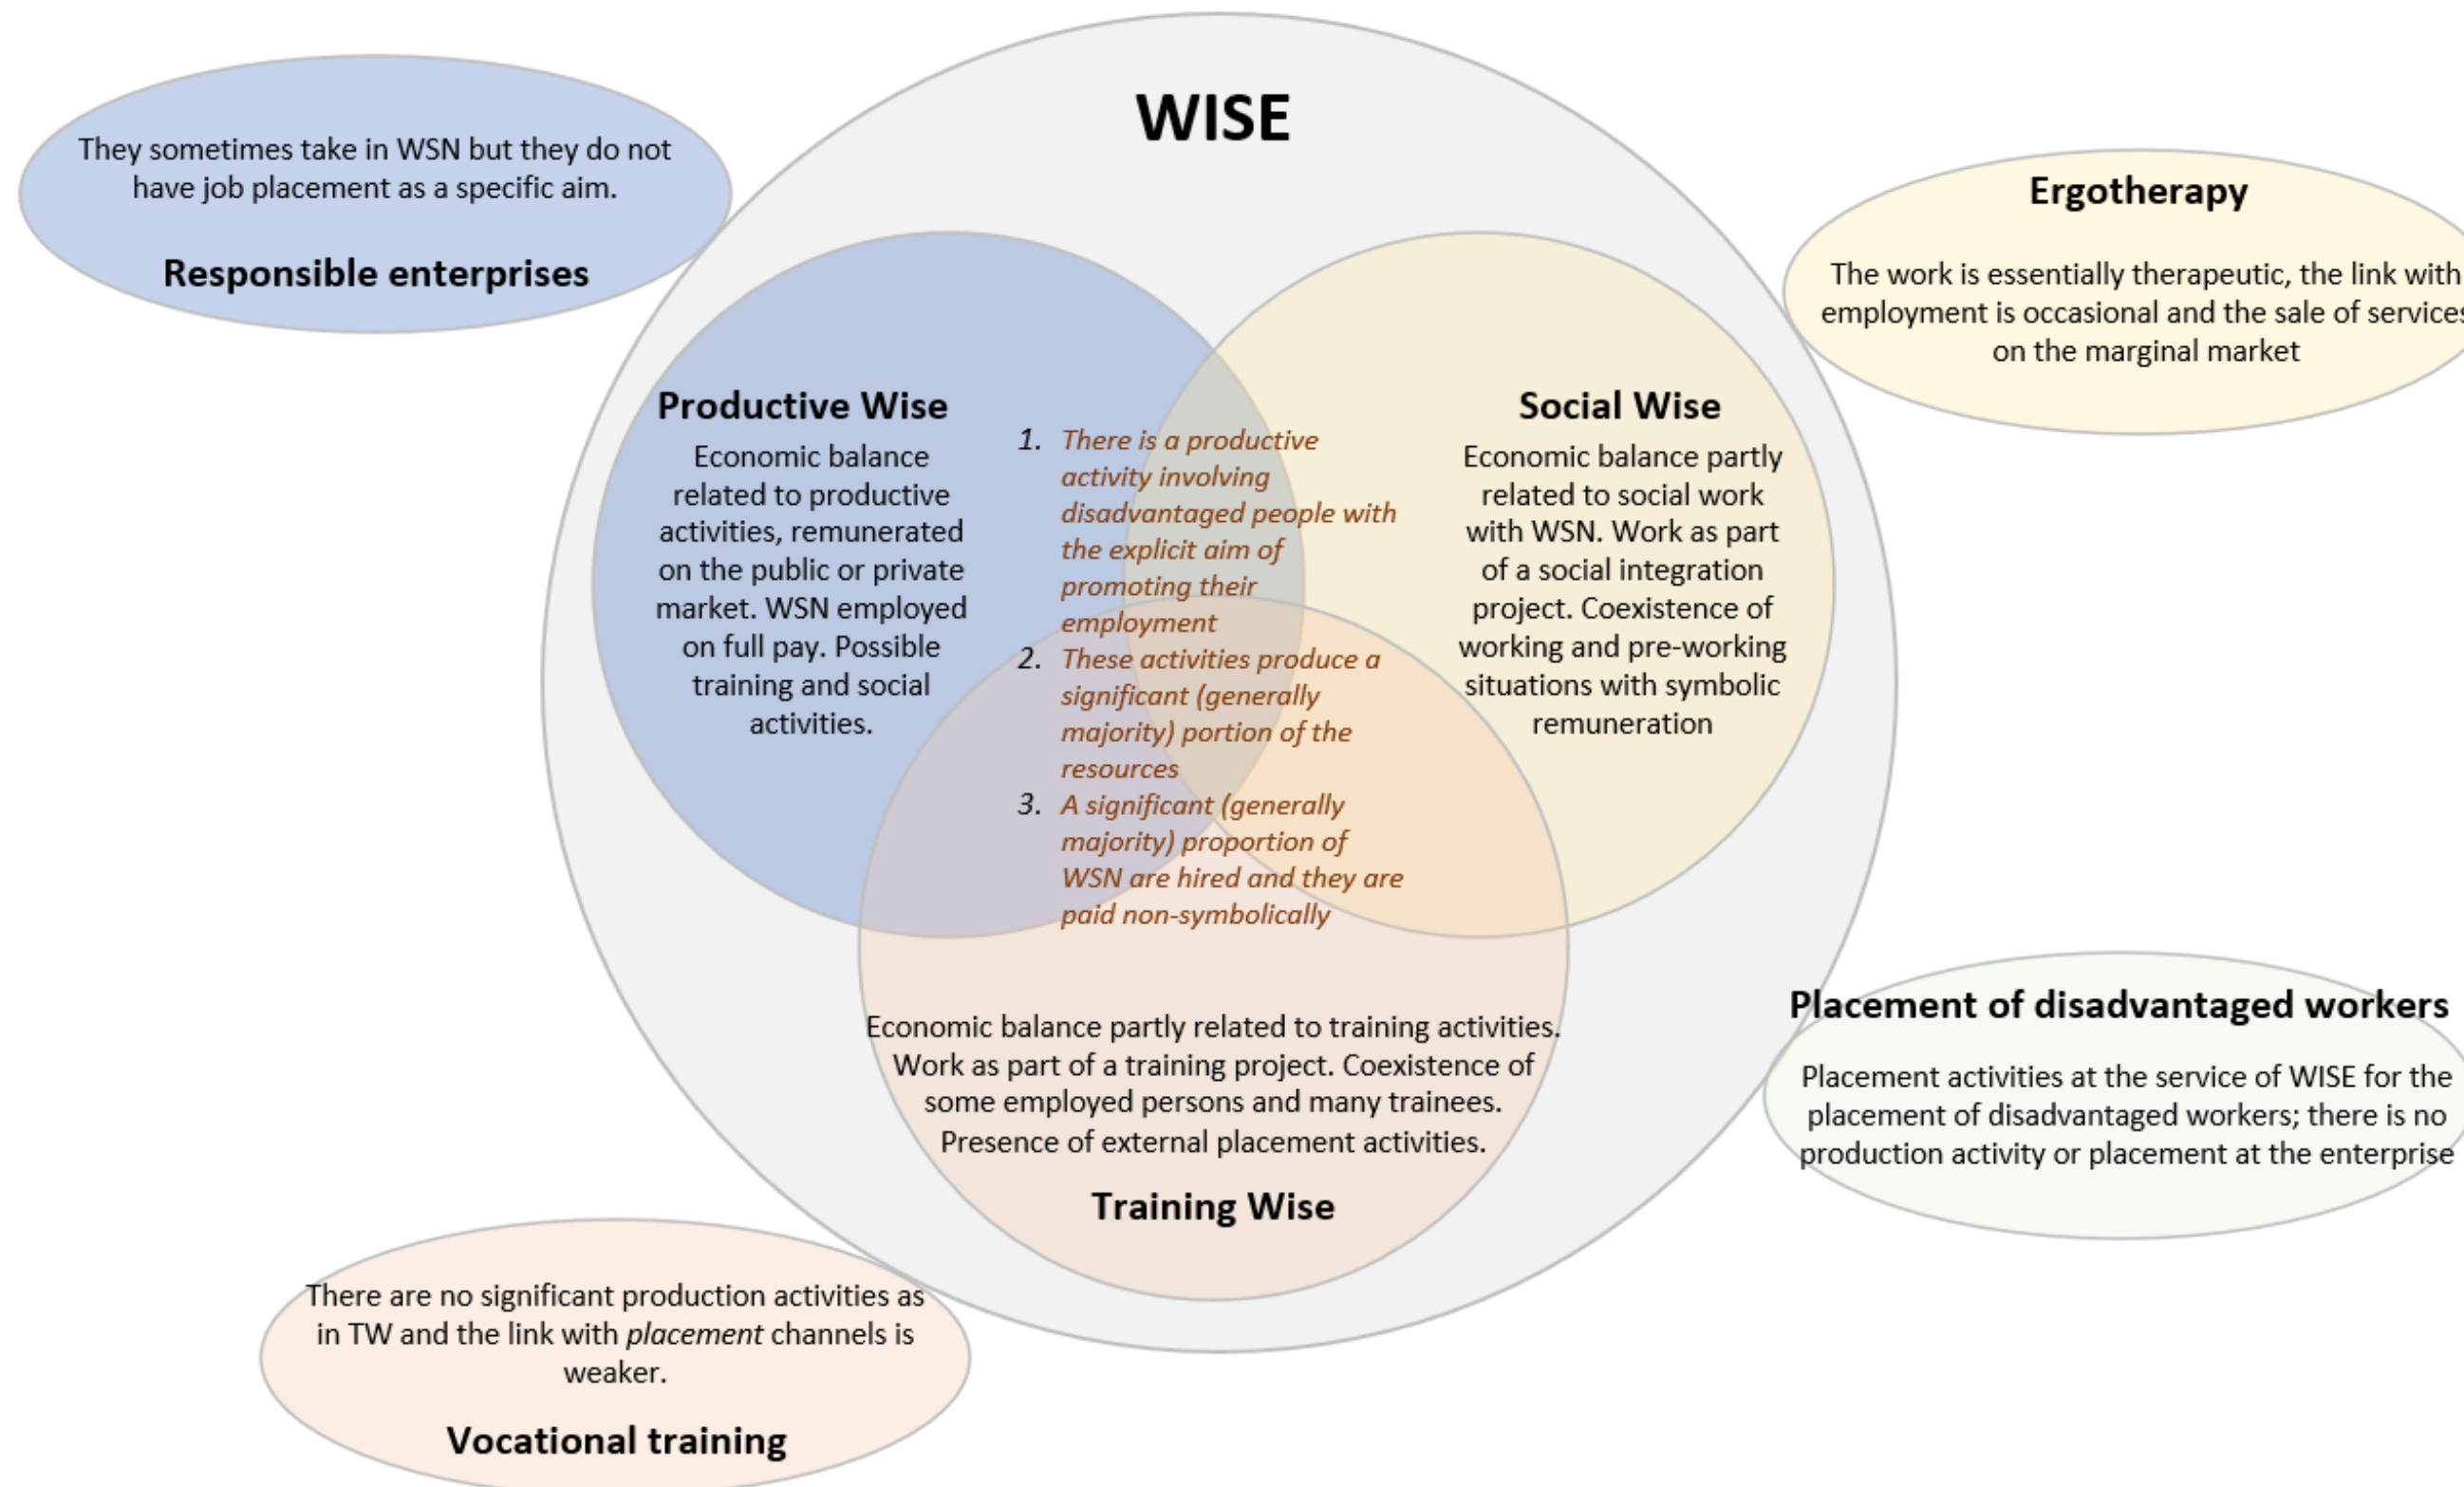 WISE
They sometimes take in WSN but they do not
have job placement as a specific aim.
Responsible enterprises
Ergotherapy
The work is essentially therapeutic, the link with
employment is occasional and the sale of services
on the marginal market
Productive Wise
Economic balance
related to productive
activities, remunerated
on the public or private
market. WSN employed
on full pay. Possible
training and social
activities.
1. There is a productive
activity involving
disadvantaged people with
the explicit aim of
promoting their
employment
2. These activities produce a
significant (generally
majority) portion of the
resources
3. A significant (generally
majority) proportion of
WSN are hired and they are
paid non-symbolically
Social Wise
Economic balance partly
related to social work
with WSN. Work as part
of a social integration
project. Coexistence of
working and pre-working
situations with symbolic
remuneration
Economic balance partly related to training activities.
Work as part of a training project. Coexistence of
some employed persons and many trainees.
Presence of external placement activities.
Training Wise
Placement of disadvantaged workers
Placement activities at the service of WISE for the
placement of disadvantaged workers; there is no
production activity or placement at the enterprise
There are no significant production activities as
in TW and the link with placement channels is
weaker.
Vocational training